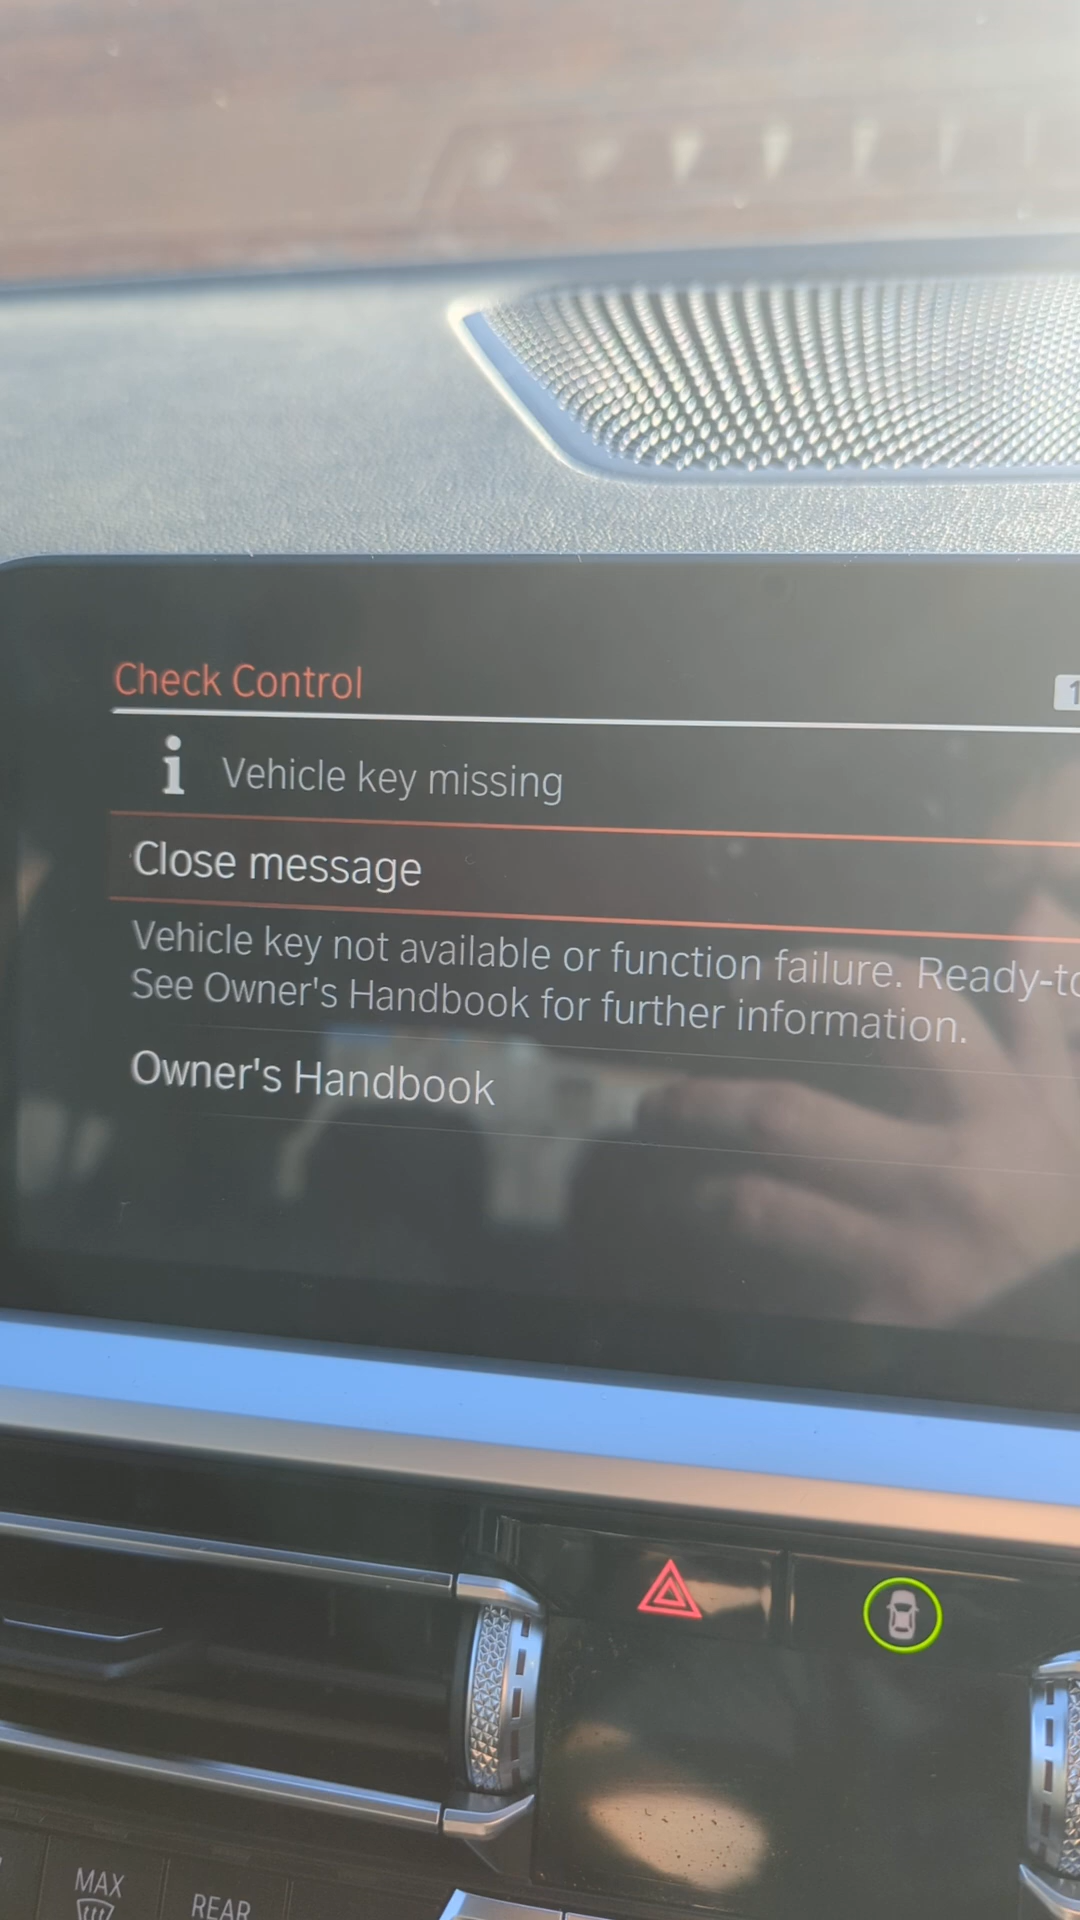 Check Control
1
i Vehicle key missing
Close message
Vehicle key not available or function failure. Ready-to
See Owner's Handbook for further information.
Owner's Handbook
MAX
REAR